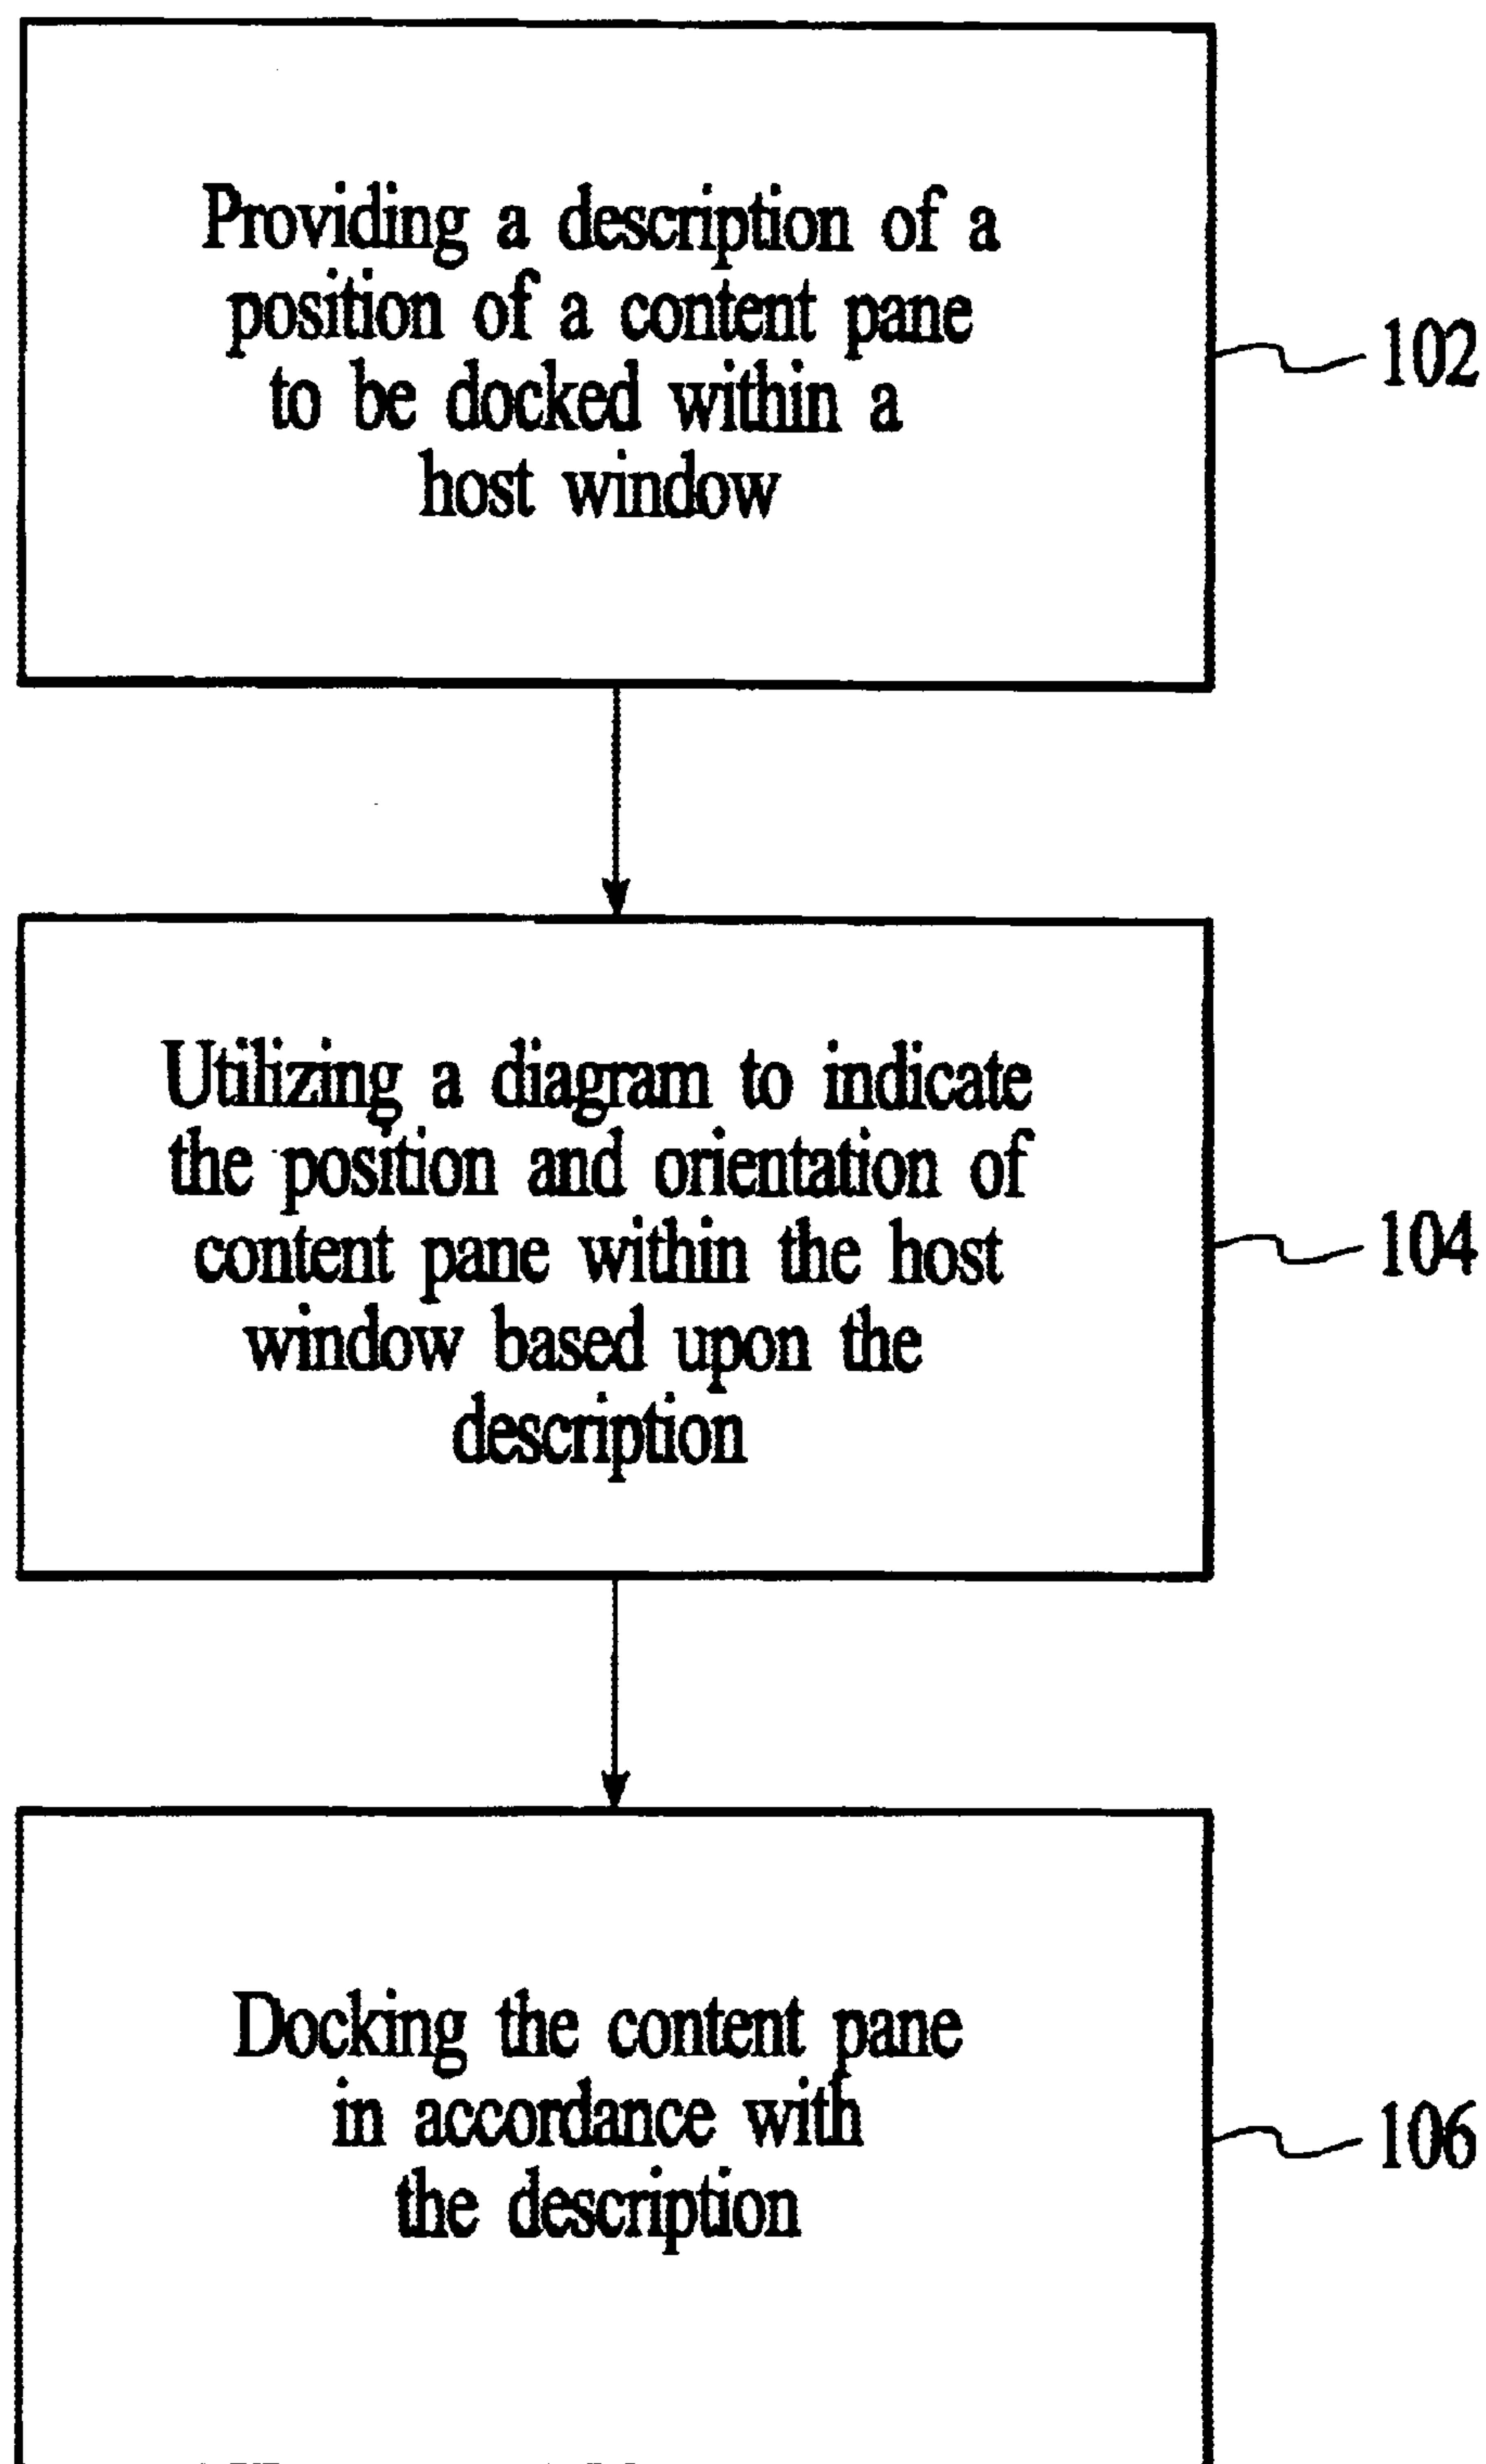 Providing a description of a
position of a content pane
to be docked within a
host window
102
Utilizing a diagram to indicate
the position and orientation of
content pane within the host
window based upon the
description
104
Docking the content pane
in accordance with
the description
106